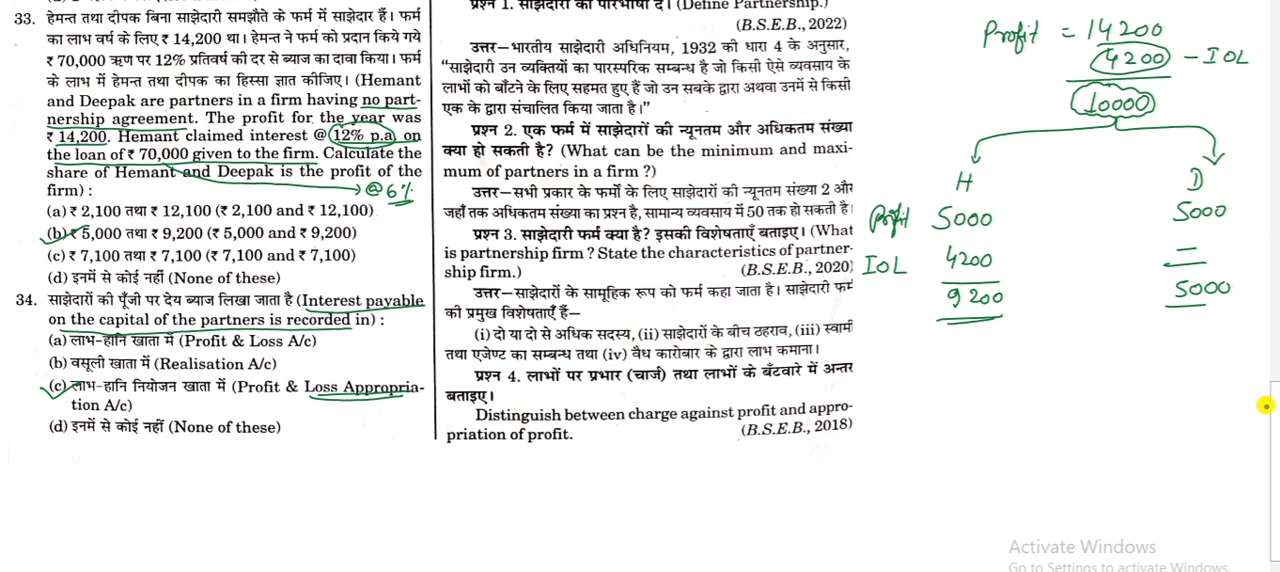 33. हेमन्त तथा दीपक बिना साझेदारी समझौते के फर्म में साझेदार हैं। फर्म
का लाभ वर्ष के लिए ₹ 14,200 था। हेमन्त ने फर्म को प्रदान किये गये
₹ 70,000 ऋण पर 12% प्रतिवर्ष की दर से ब्याज का दावा किया। फर्म
के लाभ में हेमन्त तथा दीपक का हिस्सा ज्ञात कीजिए। (Hemant
and Deepak are partners in a firm having no part-
nership agreement. The profit for the year was
₹ 14,200. Hemant claimed interest @ 12% p.a. on
the loan of ₹ 70,000 given to the firm. Calculate the
share of Hemant and Deepak is the profit of the
firm) :
@ 6%
(a) ₹ 2,100 तथा ₹ 12,100 (₹ 2,100 and ₹ 12,100)
(b) ₹ 5,000 तथा ₹ 9,200 (₹ 5,000 and ₹ 9,200)
(c) ₹ 7,100 तथा ₹ 7,100 (₹ 7,100 and ₹ 7,100)
(d) इनमें से कोई नहीं (None of these)
34. साझेदारों की पूँजी पर देय ब्याज लिखा जाता है (Interest payable
on the capital of the partners is recorded in) :
(a) लाभ-हानि खाता में (Profit & Loss A/c)
(b) वसूली खाता में (Realisation A/c)
(c) लाभ-हानि नियोजन खाता में (Profit & Loss Appropria-
tion A/c)
(d) इनमें से कोई नहीं (None of these)
प्रश्न 1. साझेदारी की परिभाषा दें। (Define Partnership.)
(B.S.E.B., 2022)
उत्तर–भारतीय साझेदारी अधिनियम, 1932 की धारा 4 के अनुसार,
“साझेदारी उन व्यक्तियों का पारस्परिक सम्बन्ध है जो किसी ऐसे व्यवसाय के
लाभों को बाँटने के लिए सहमत हुए हैं जो उन सबके द्वारा अथवा उनमें से किसी
एक के द्वारा संचालित किया जाता है।”
प्रश्न 2. एक फर्म में साझेदारों की न्यूनतम और अधिकतम संख्या
क्या हो सकती है? (What can be the minimum and maxi-
mum of partners in a firm ?)
उत्तर–सभी प्रकार के फर्मों के लिए साझेदारों की न्यूनतम संख्या 2 और
जहाँ तक अधिकतम संख्या का प्रश्न है, सामान्य व्यवसाय में 50 तक हो सकती है।
प्रश्न 3. साझेदारी फर्म क्या है? इसकी विशेषताएँ बताइए। (What
is partnership firm ? State the characteristics of partner-
ship firm.) (B.S.E.B., 2020)
उत्तर–साझेदारों के सामूहिक रूप को फर्म कहा जाता है। साझेदारी फर्म
की प्रमुख विशेषताएँ हैं–
(i) दो या दो से अधिक सदस्य, (ii) साझेदारों के बीच ठहराव, (iii) स्वामी
तथा एजेण्ट का सम्बन्ध तथा (iv) वैध कारोबार के द्वारा लाभ कमाना।
प्रश्न 4. लाभों पर प्रभार (चार्ज) तथा लाभों के बँटवारे में अन्तर
बताइए।
Distinguish between charge against profit and appro-
priation of profit. (B.S.E.B., 2018)
Profit = 14200
4200 – IOL
10000
H D
Profit 5000 5000
IOL 4200 –
9200 5000
Activate Windows
Go to Settings to activate Windows.